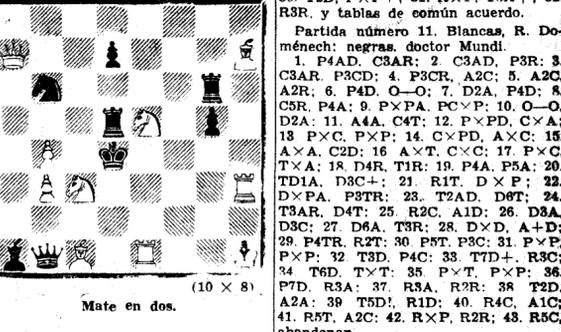 (10 × 8)
Mate en dos.
R3R, y tablas de común acuerdo.
Partida número 11. Blancas, R. Do-
ménech: negras, doctor Mundi.
1. P4AD, C3AR; 2. C3AD, P3R: 3.
C3AR. P3CD; 4. P3CR, A2C; 5. A2C,
A2R; 6. P4D. O—O; 7. D2A, P4D; 8.
C5R, P4A; 9. P×PA, PC×P; 10. O—O,
D2A: 11. A4A, C4T; 12. P×PD, C×A;
13 P×C, P×P; 14. C×PD, A×C; 15.
A×A, C2D; 16 A×T, C×C; 17. P×C,
T×A; 18. D4R, T1R: 19. P4A, P5A; 20.
TD1A, D3C+; 21. R1T. D×P; 22.
D×PA, P3TR: 23. T2AD, D6T; 24.
T3AR, D4T: 25. R2C, A1D; 26. D3A,
D3C; 27. D6A, T3R; 28. D×D, A+D;
29. P4TR, R2T: 30. P5T, P3C; 31. P×P,
P×P; 32. T3D, P4C: 33. T7D+, R3C;
34. T6D, T×T: 35. P×T, P×P; 36.
P7D, R3A: 37. R3A, R2R: 38. T2D,
A2A: 39 T5D!, R1D; 40. R4C, A1C;
41. R5T, A2C: 42. R×P, R2R; 43. R5C,